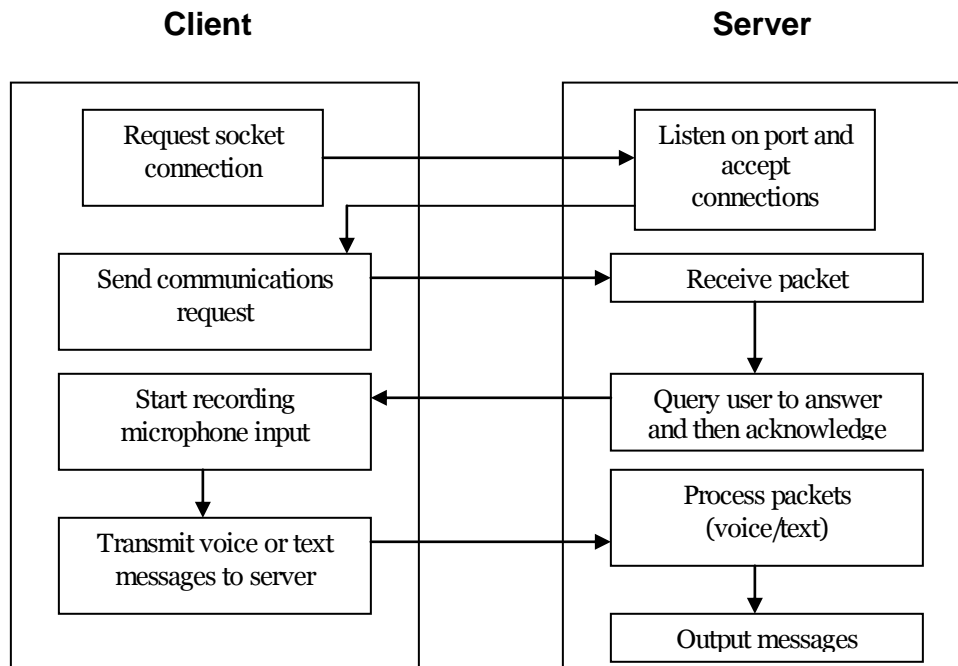 Client
Server
Request socket
connection
Listen on port and
accept
connections
Send communications
request
Receive packet
Start recording
microphone input
Query user to answer
and then acknowledge
Transmit voice or text
messages to server
Process packets
(voice/text)
Output messages